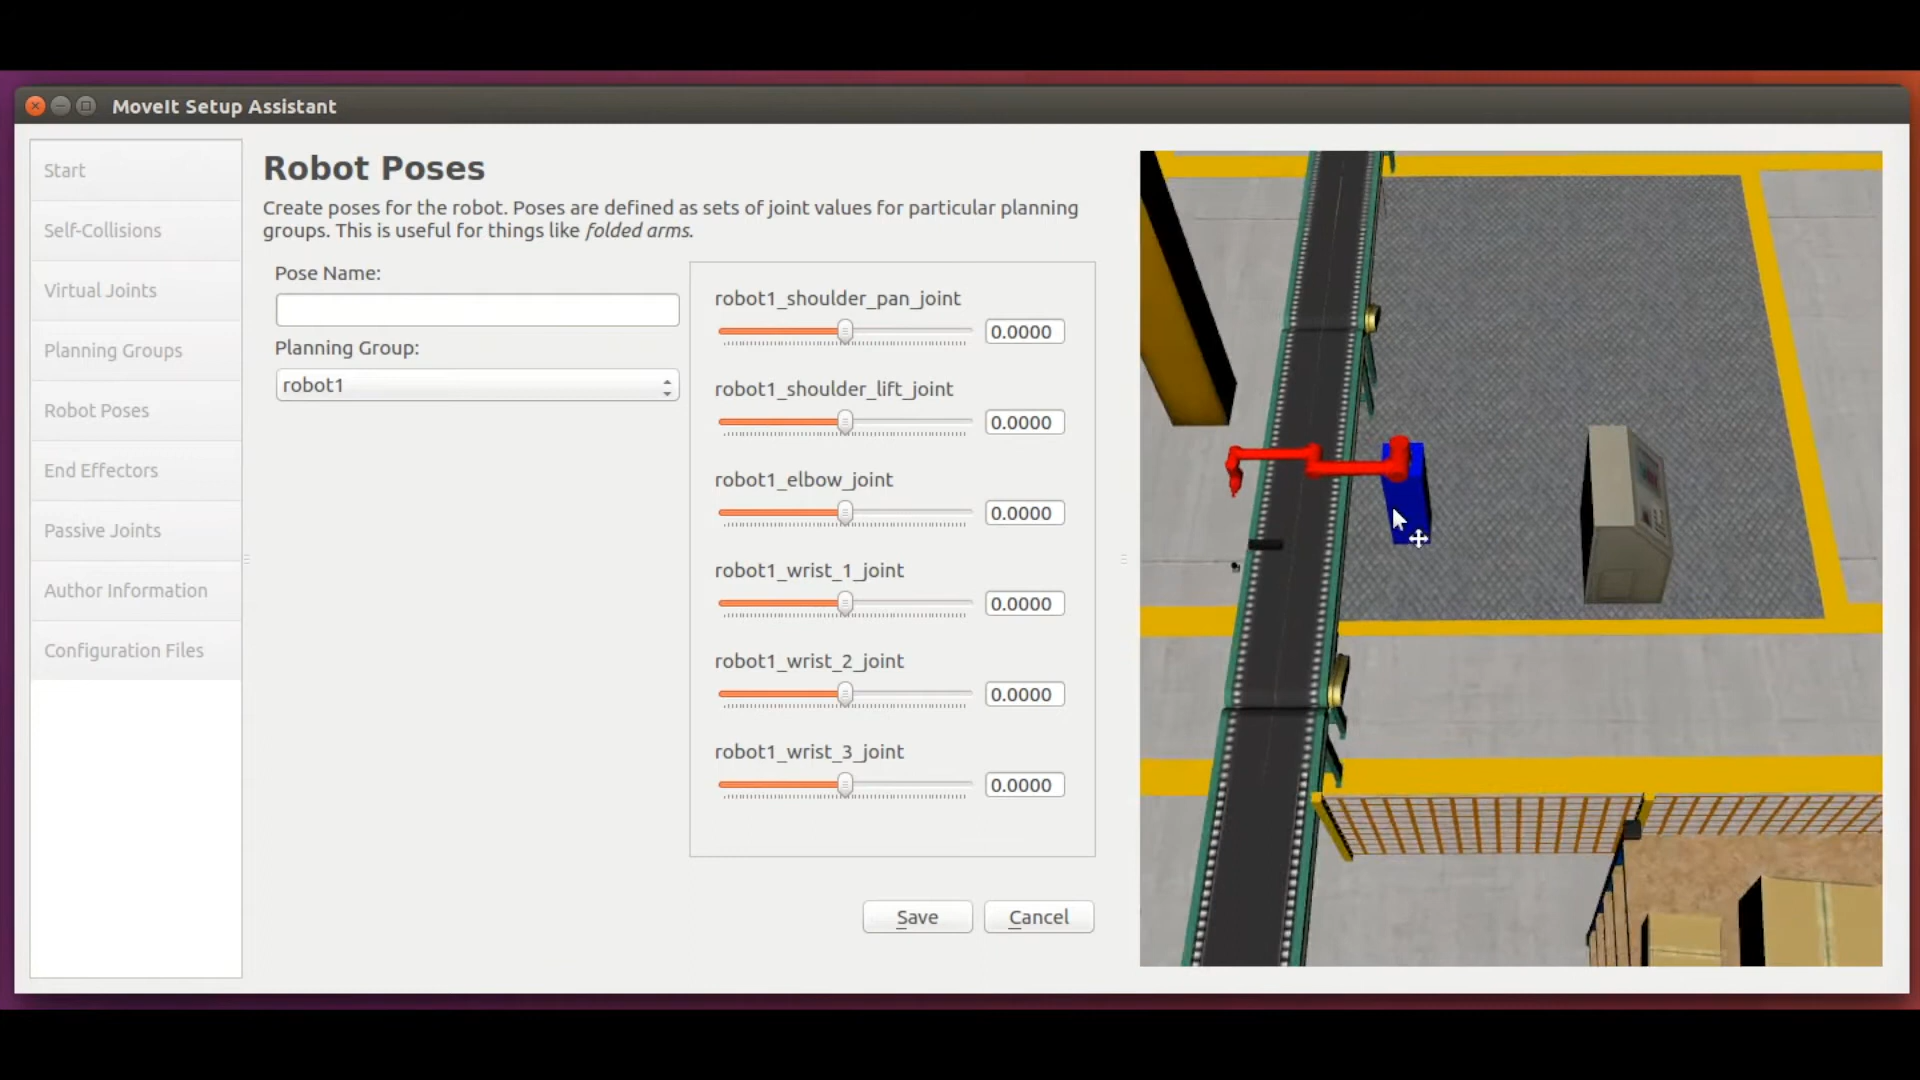 MoveIt Setup Assistant
Start
Self-Collisions
Virtual Joints
Planning Groups
Robot Poses
End Effectors
Passive Joints
Author Information
Configuration Files
Robot Poses
Create poses for the robot. Poses are defined as sets of joint values for particular planning
groups. This is useful for things like folded arms.
Pose Name:
Planning Group:
robot1
robot1_shoulder_pan_joint
0.0000
robot1_shoulder_lift_joint
0.0000
robot1_elbow_joint
0.0000
robot1_wrist_1_joint
0.0000
robot1_wrist_2_joint
0.0000
robot1_wrist_3_joint
0.0000
Save
Cancel